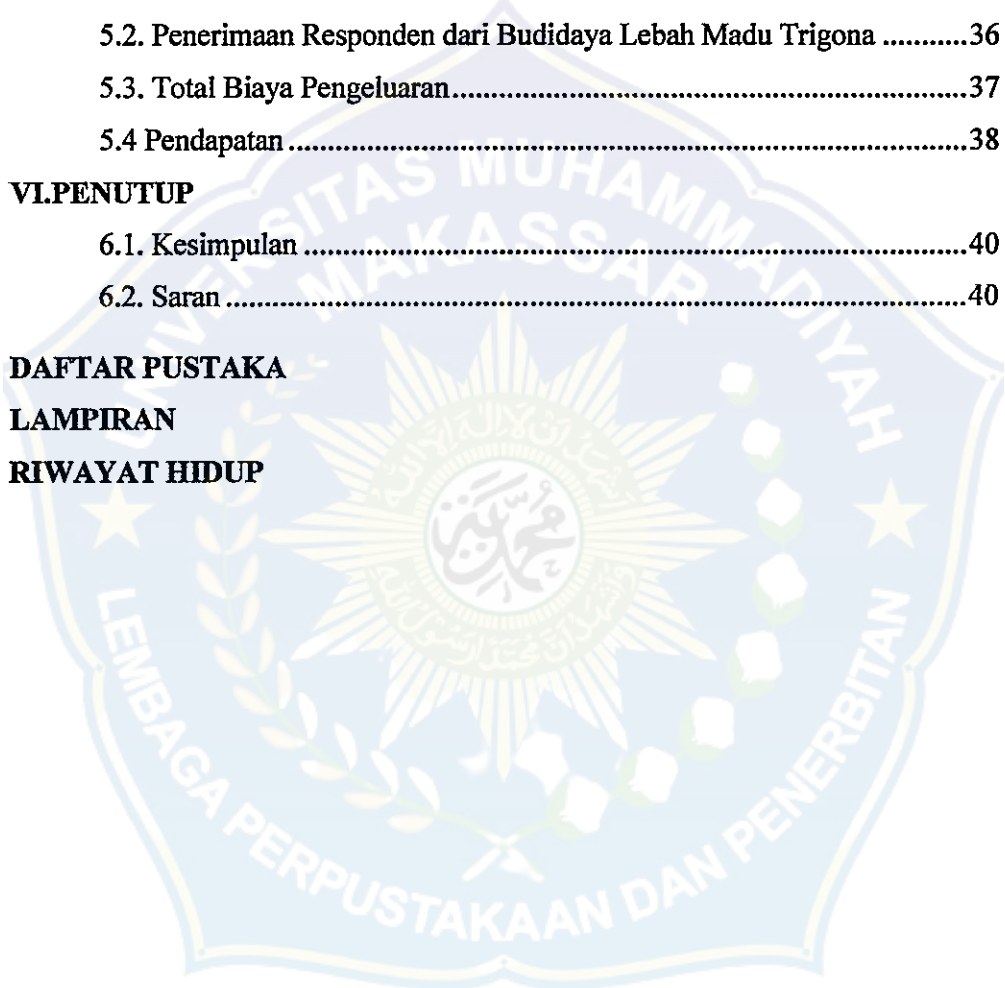 5.2. Penerimaan Responden dari Budidaya Lebah Madu Trigona ...........36
5.3. Total Biaya Pengeluaran..............................................................37
5.4 Pendapatan .................................................................................38
VI.PENUTUP
6.1. Kesimpulan ...............................................................................40
6.2. Saran ........................................................................................40
DAFTAR PUSTAKA
LAMPIRAN
RIWAYAT HIDUP
UNIVERSITAS MUHAMMADIYAH
MAKASSAR
محمدية
LEMBAGA PERPUSTAKAAN DAN PENERBITAN